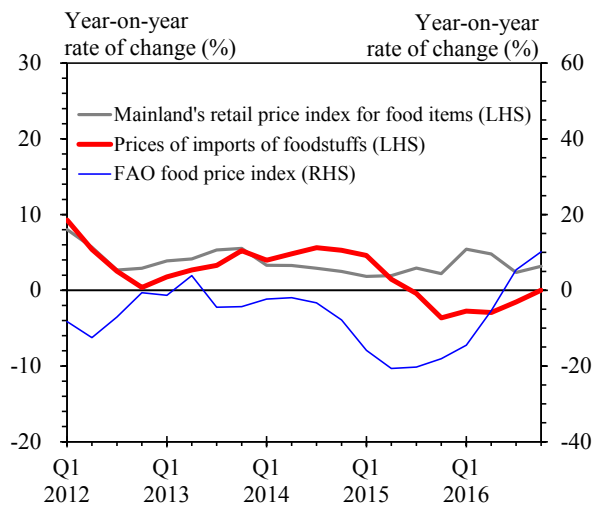 Year-on-year
rate of change (%)
Year-on-year
rate of change (%)
30
60
Mainland's retail price index for food items (LHS)
20
40
Prices of imports of foodstuffs (LHS)
FAO food price index (RHS)
10
20
0
0
-10
-20
-20
-40
Q1 Q1 Q1 Q1 Q1
2012 2013 2014 2015 2016